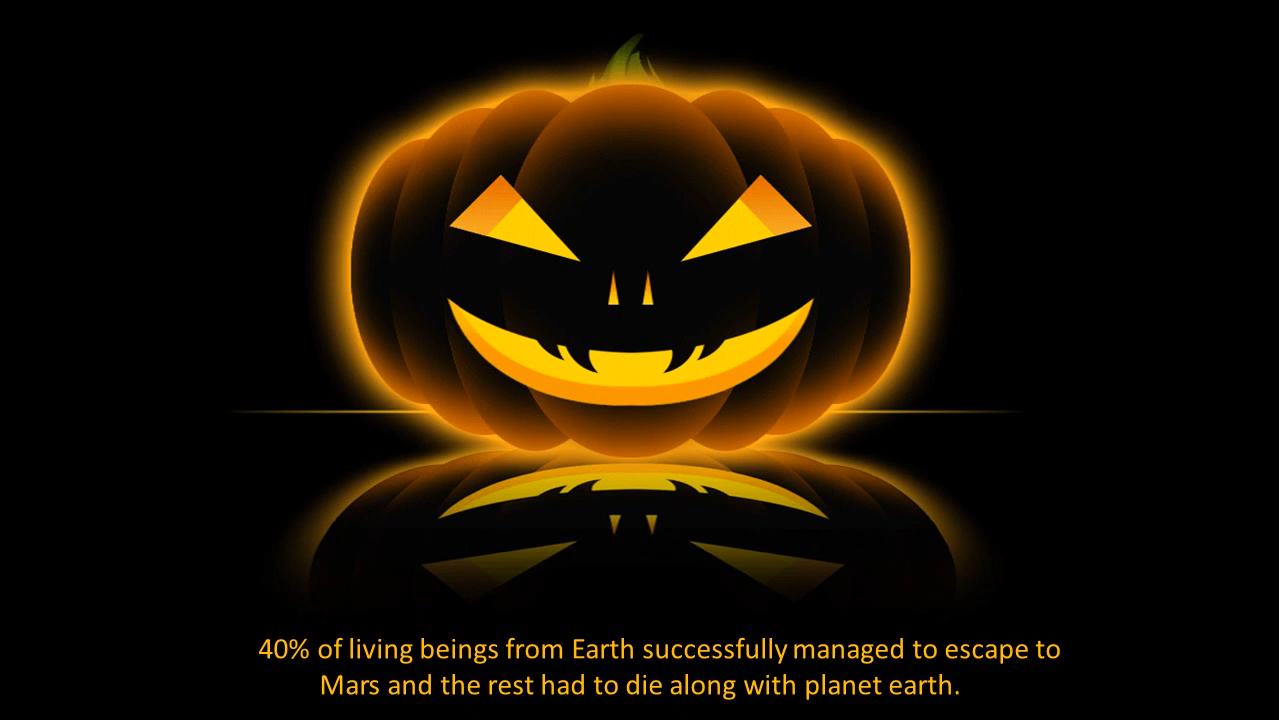 40% of living beings from Earth successfully managed to escape to
Mars and the rest had to die along with planet earth.